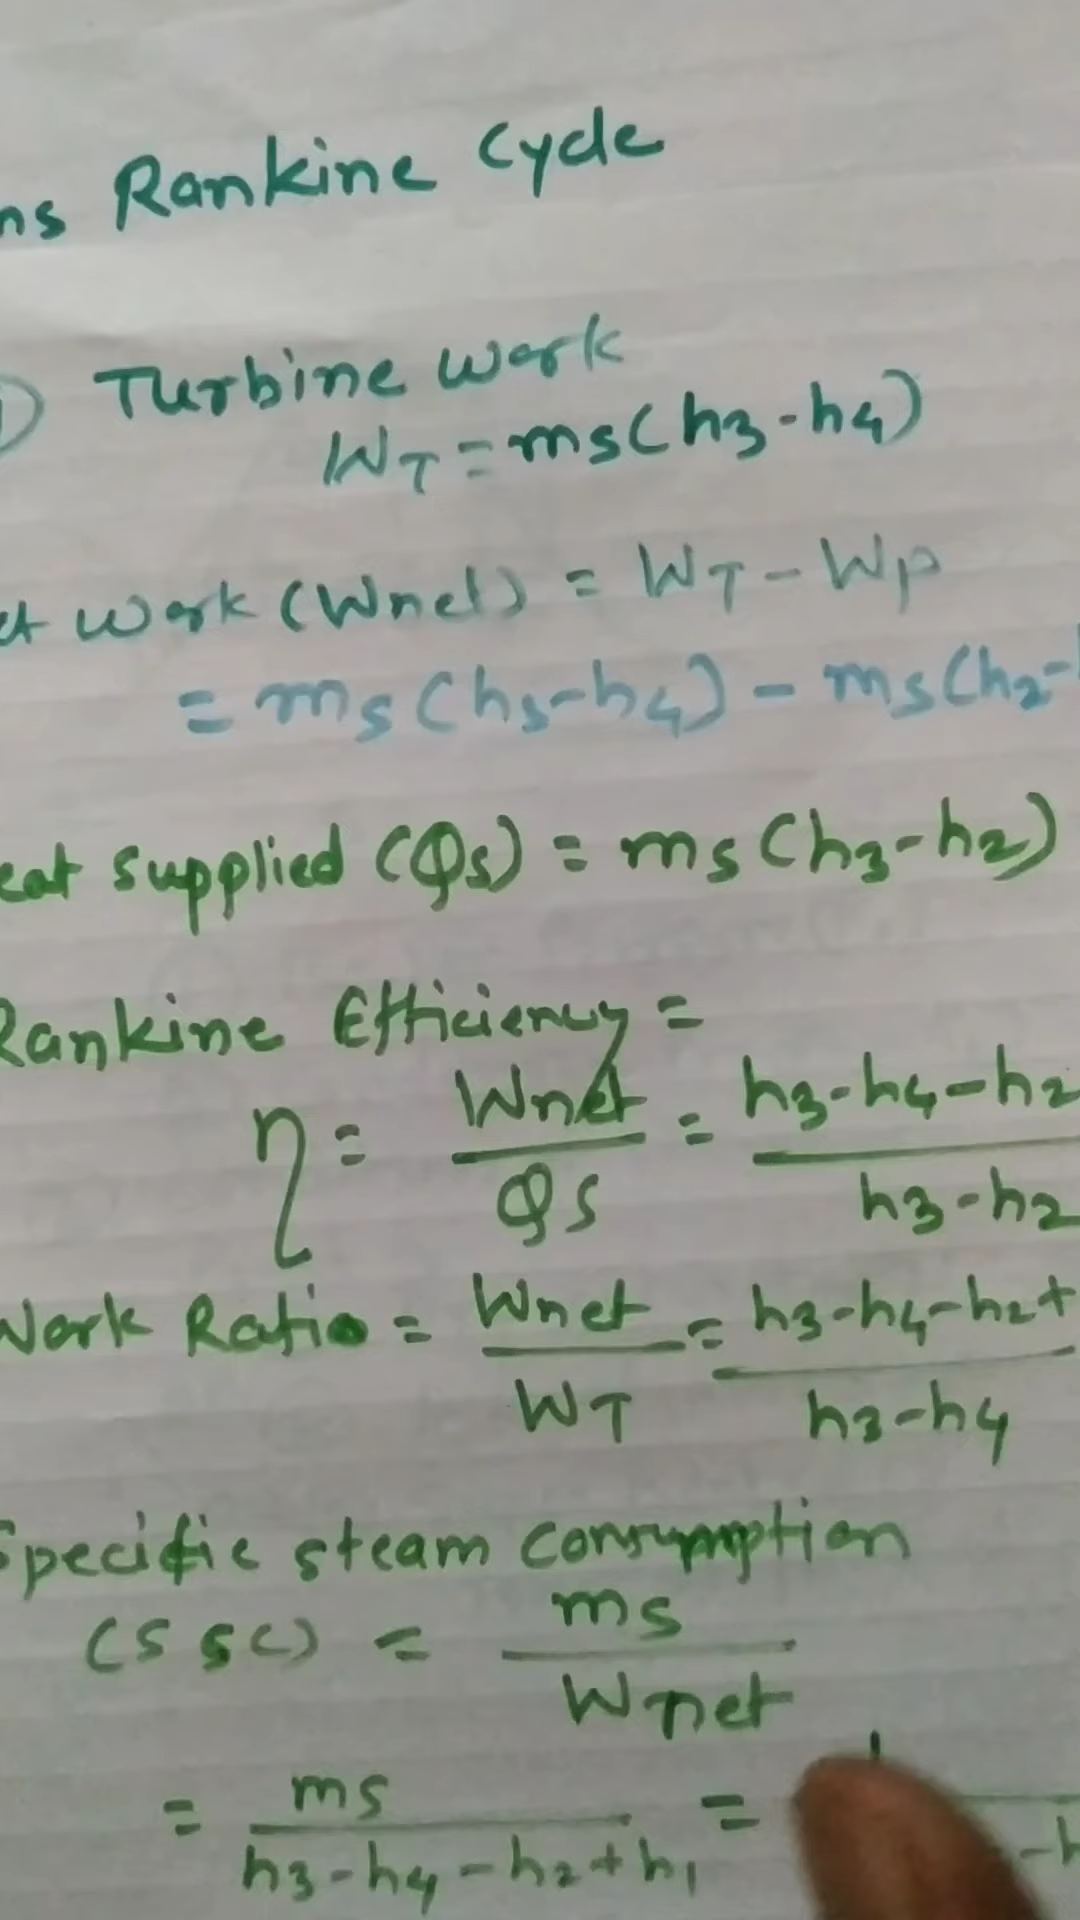 ns Rankine Cycle
1) Turbine work
WT = ms(h3-h4)
et work (Wnet) = WT - Wp
= ms(h3-h4) - ms(h2-
eat supplied (Qs) = ms(h3-h2)
Rankine Efficiency =
η = Wnet/Qs = h3-h4-h2/h3-h2
Work Ratio = Wnet/WT = h3-h4-h2+/h3-h4
Specific steam consumption
(SSC) = ms/Wnet
= ms/h3-h4-h2+h1 =